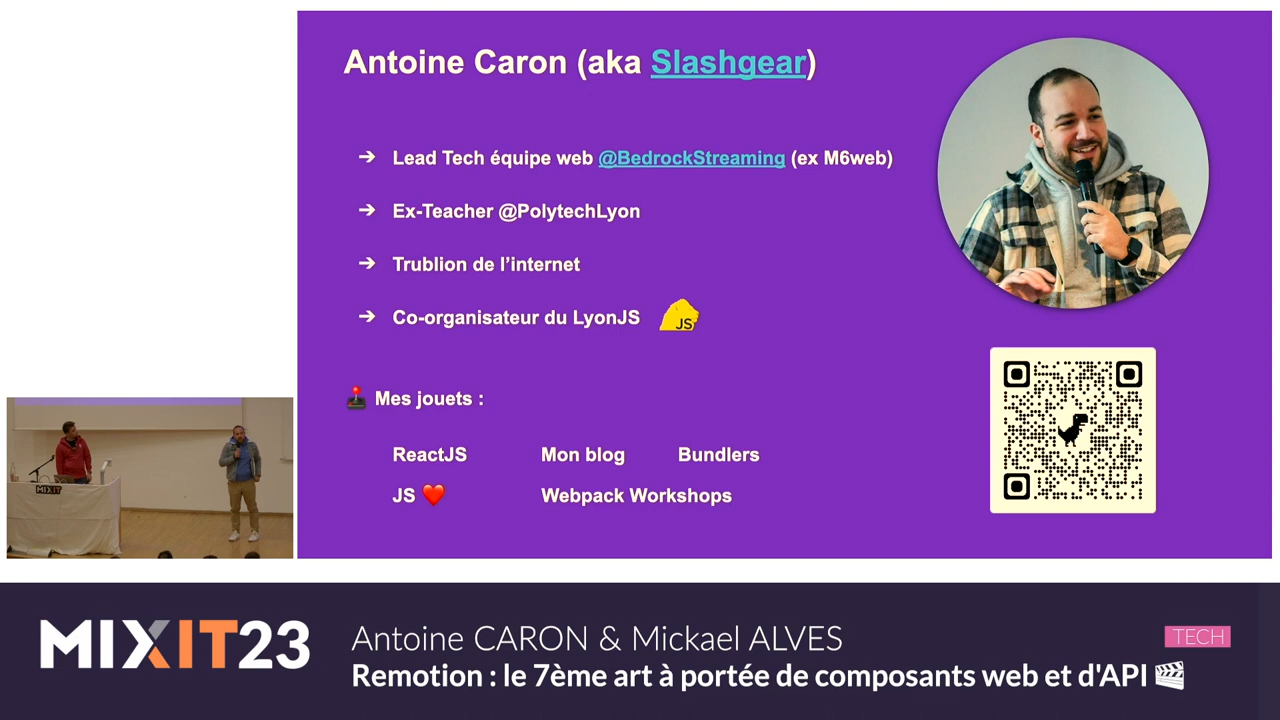 Antoine Caron (aka Slashgear)
➔ Lead Tech équipe web @BedrockStreaming (ex M6web)
➔ Ex-Teacher @PolytechLyon
➔ Trublion de l’internet
➔ Co-organisateur du LyonJS
JS
🕹️ Mes jouets :
ReactJS Mon blog Bundlers
JS ❤️ Webpack Workshops
MIXIT
MIXIT23
Antoine CARON & Mickael ALVES
TECH
Remotion : le 7ème art à portée de composants web et d'API 🎬